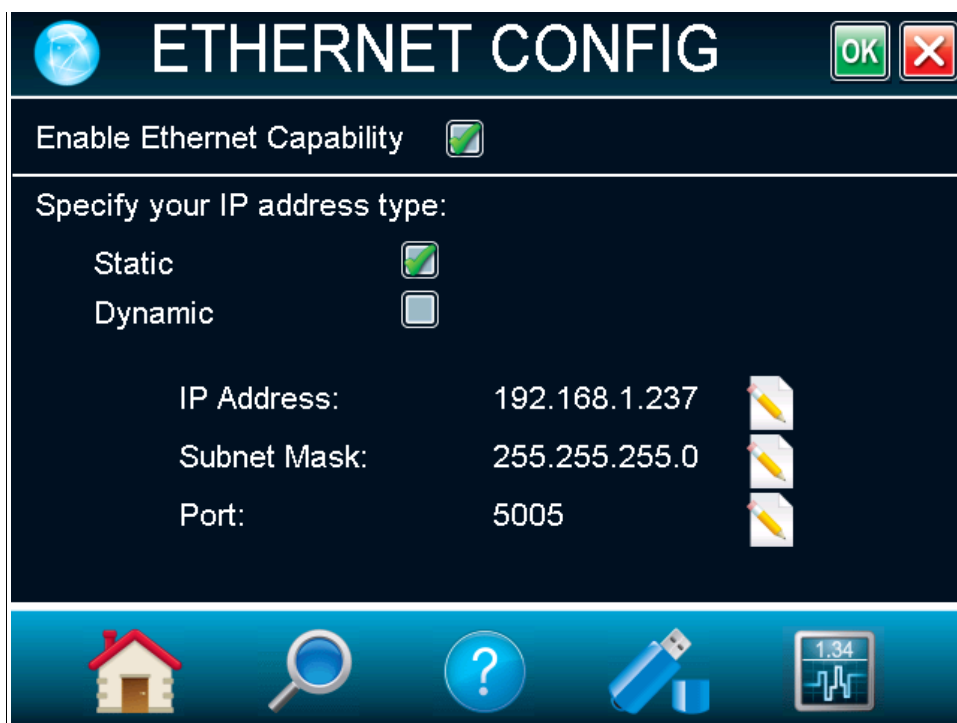 ETHERNET CONFIG
OK
Enable Ethernet Capability
Specify your IP address type:
Static
Dynamic
IP Address: 192.168.1.237
Subnet Mask: 255.255.255.0
Port: 5005
?
1.34